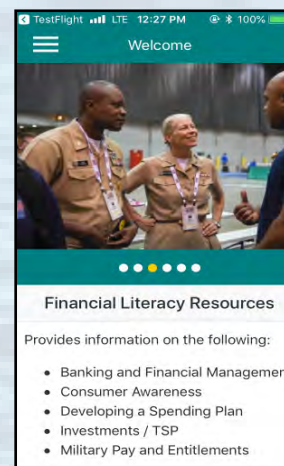 TestFlight LTE 12:27 PM 100%
Welcome
Financial Literacy Resources
Provides information on the following:
• Banking and Financial Managemen
• Consumer Awareness
• Developing a Spending Plan
• Investments / TSP
• Military Pay and Entitlements